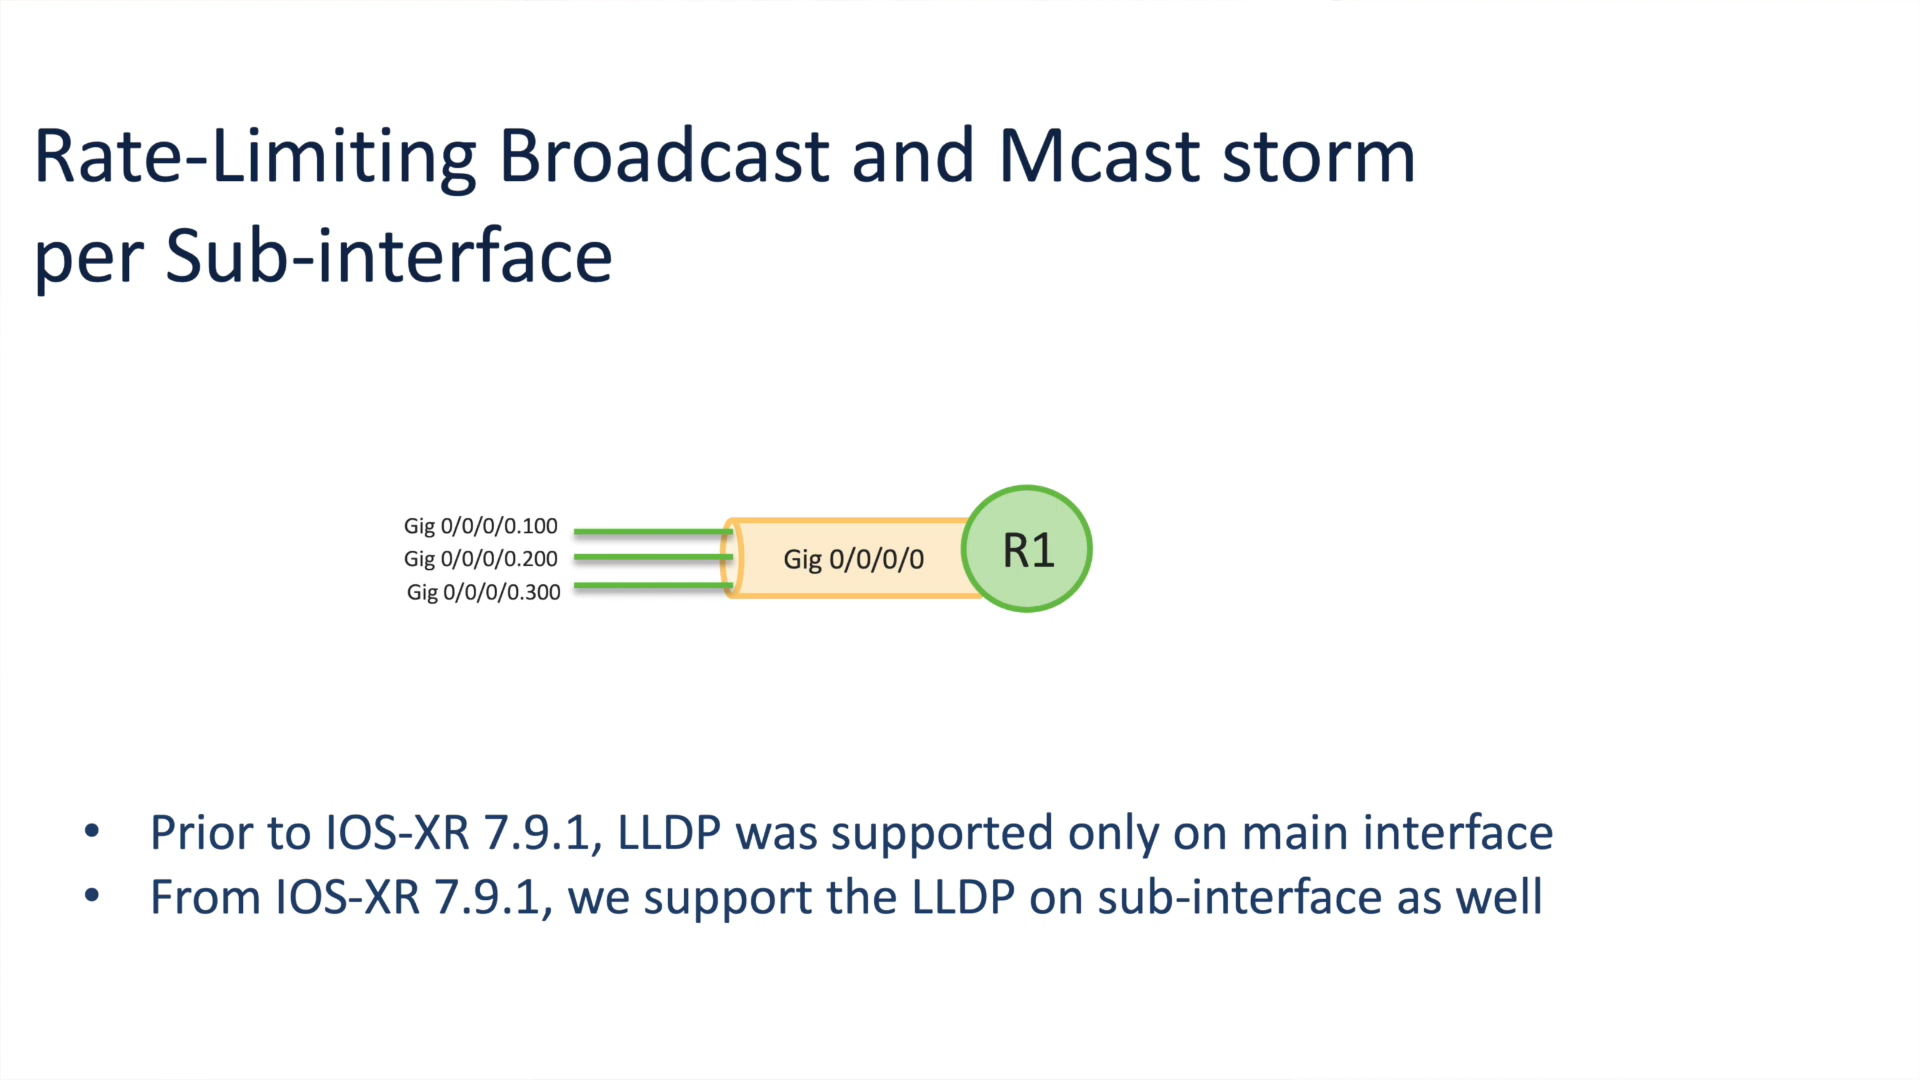 Rate-Limiting Broadcast and Mcast storm
per Sub-interface
Gig 0/0/0/0.100
Gig 0/0/0/0.200
Gig 0/0/0/0.300
Gig 0/0/0/0
R1
• Prior to IOS-XR 7.9.1, LLDP was supported only on main interface
• From IOS-XR 7.9.1, we support the LLDP on sub-interface as well